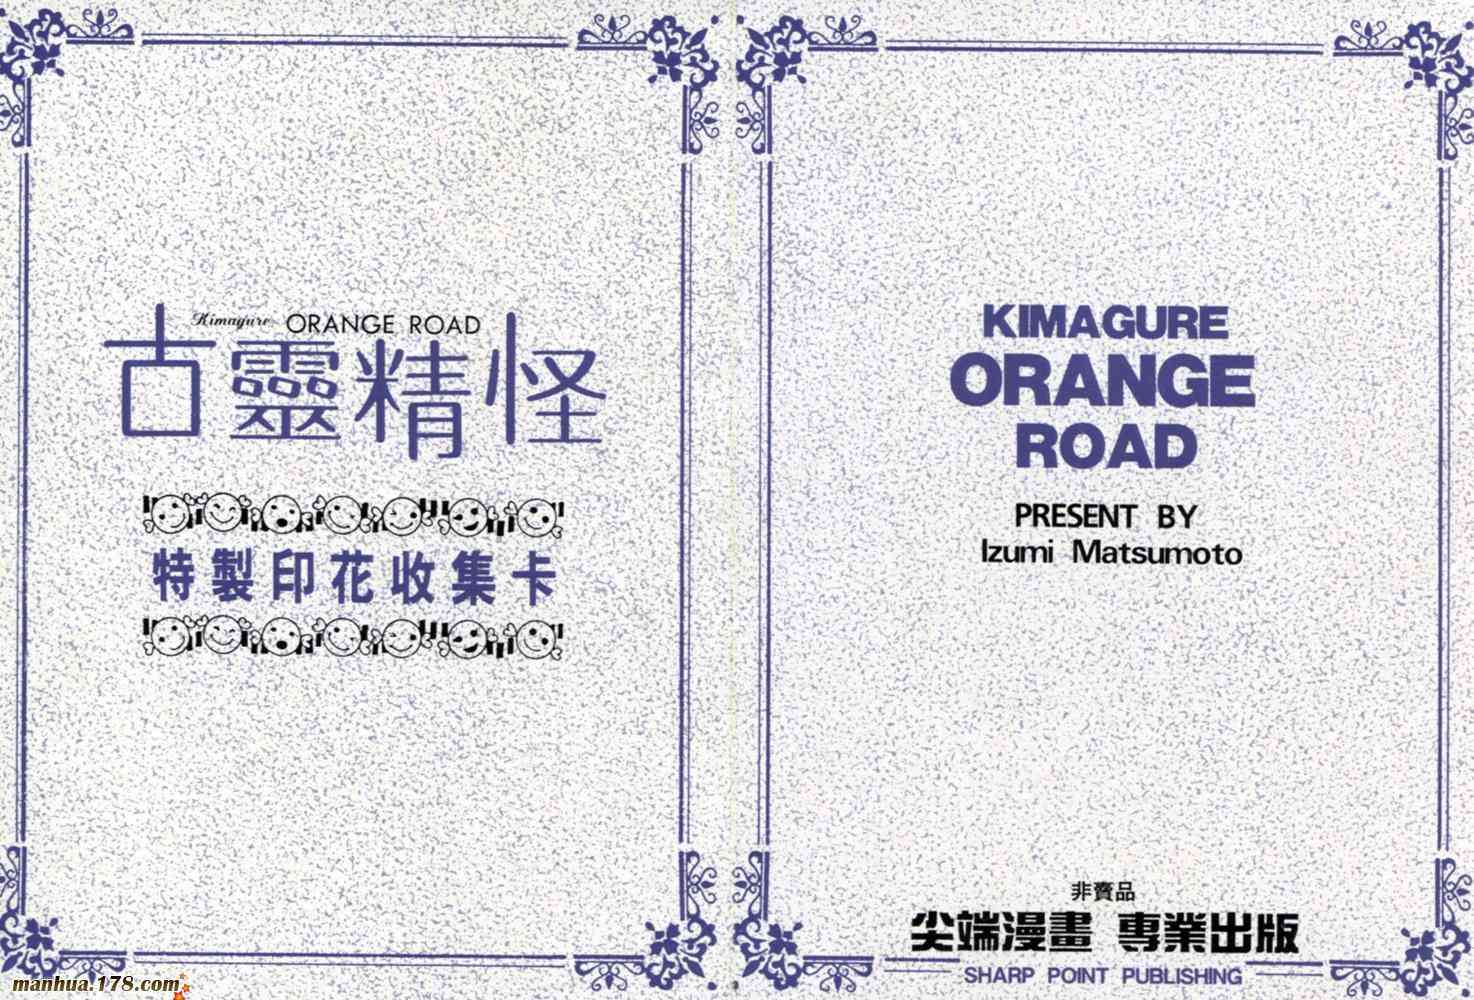 Kimagure ORANGE ROAD
古靈精怪
特製印花收集卡
KIMAGURE
ORANGE
ROAD
PRESENT BY
Izumi Matsumoto
非賣品
尖端漫畫 專業出版
SHARP POINT PUBLISHING
manhua.178.com